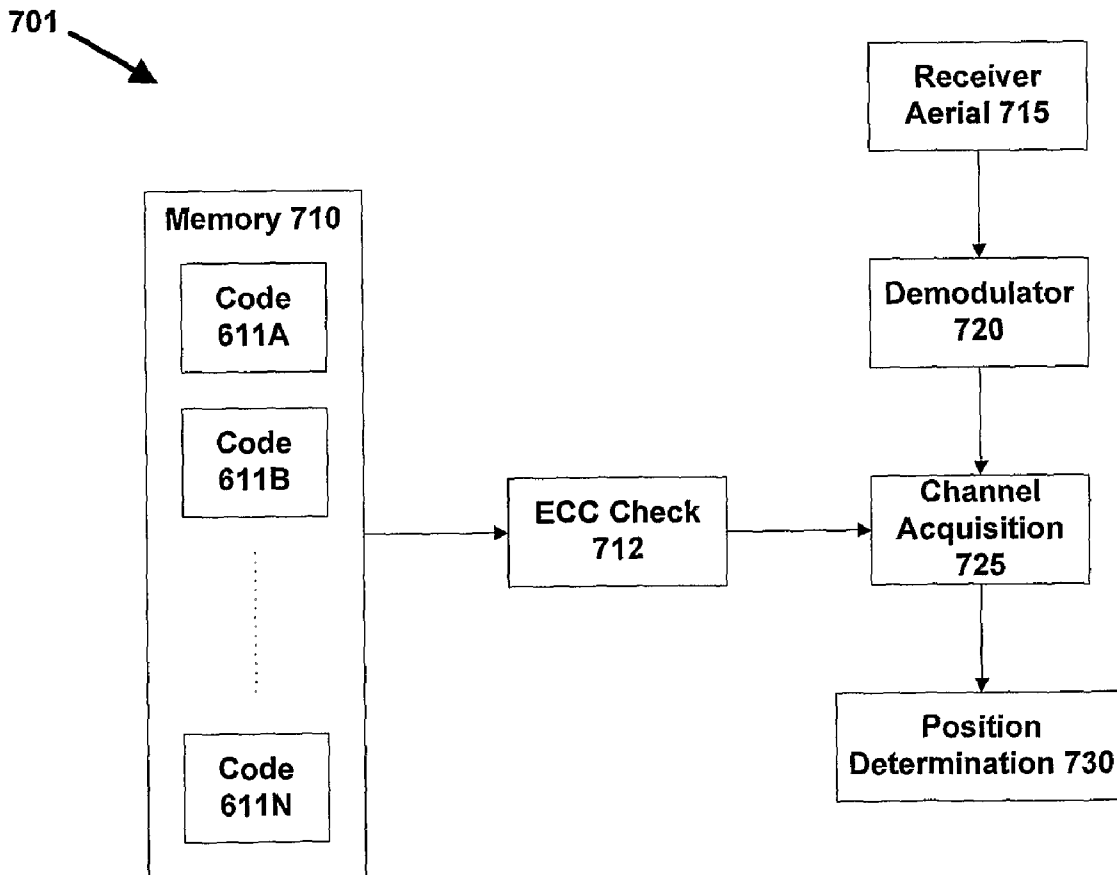 701
Receiver
Aerial 715
Memory 710
Code
611A
Demodulator
720
Code
611B
ECC Check
712
Channel
Acquisition
725
Code
611N
Position
Determination 730